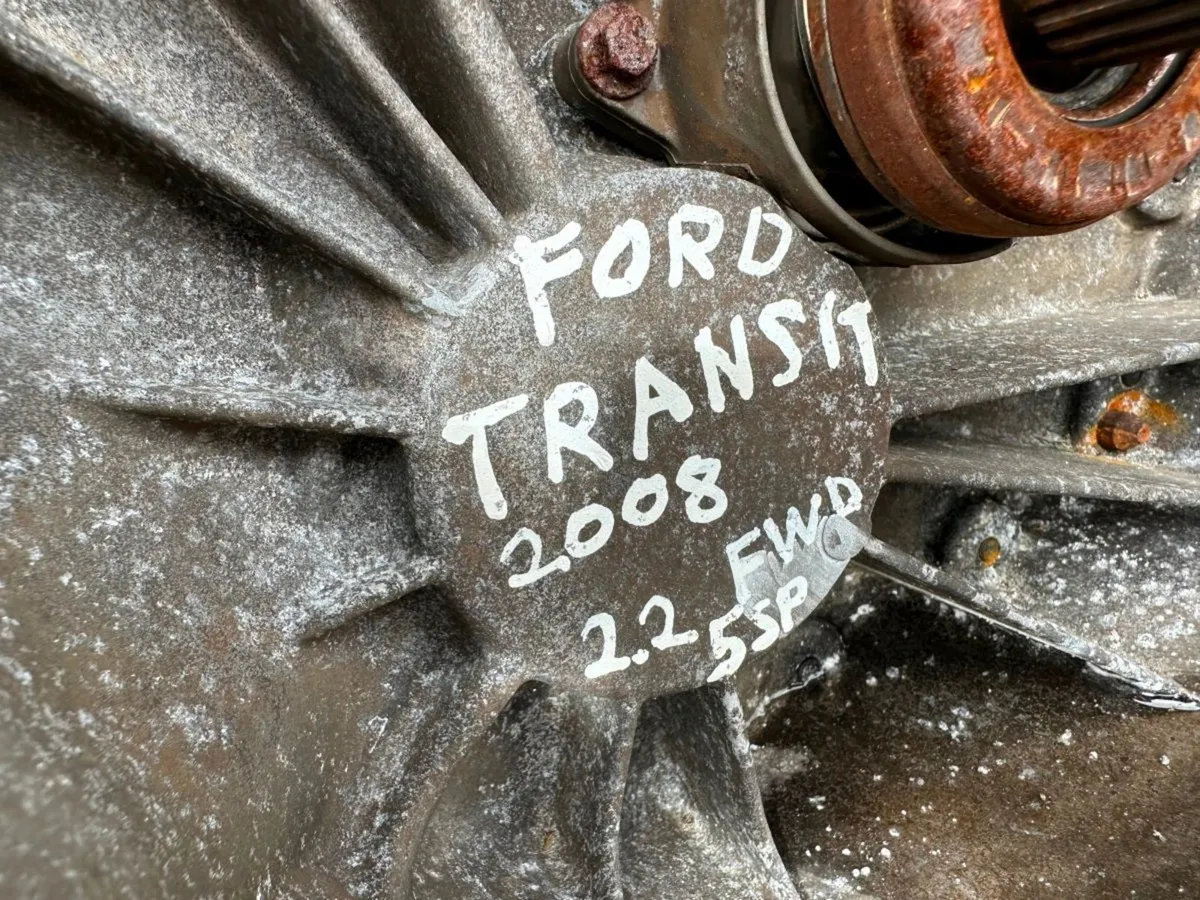 FORD
TRANSIT
2008
FWD
2.2 5SP